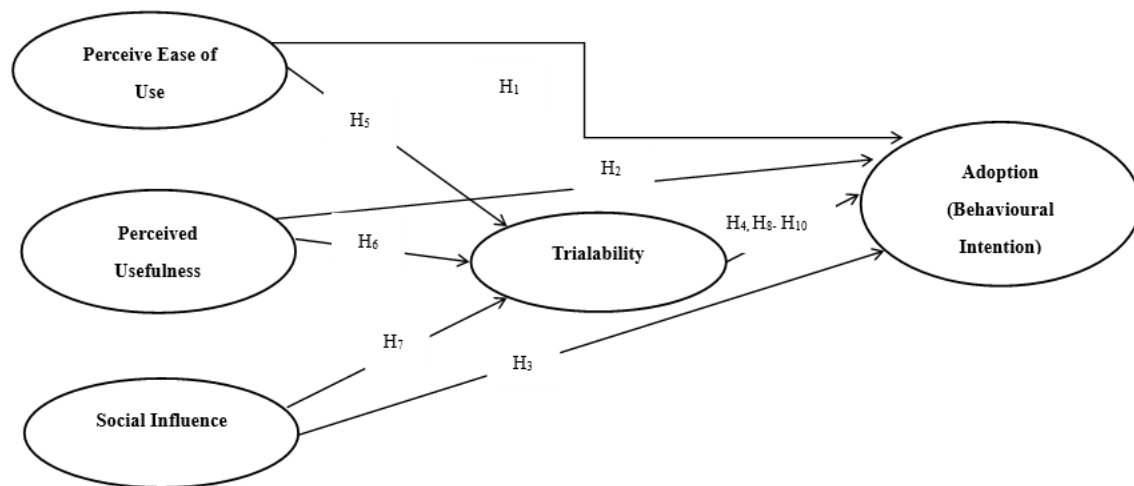 Perceive Ease of
Use
H1
H5
H2
Adoption
(Behavioural
Intention)
Perceived
Usefulness
H6
Trialability
H4, H8- H10
H7
H3
Social Influence